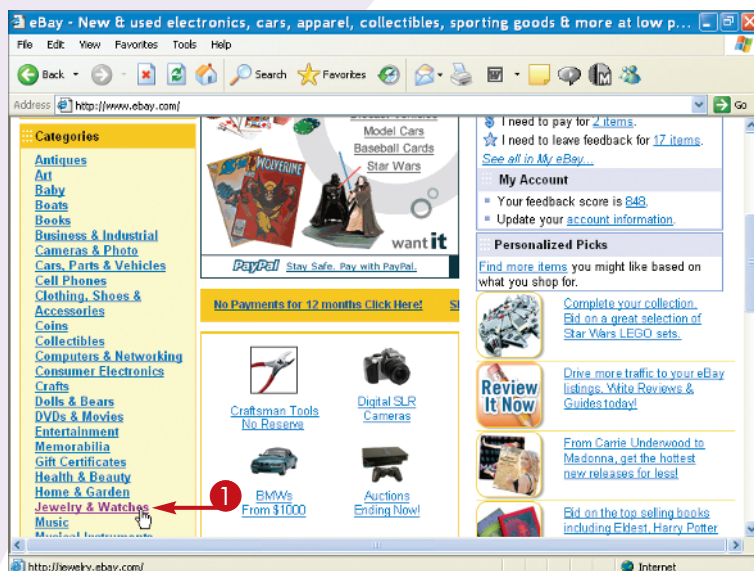 eBay - New & used electronics, cars, apparel, collectibles, sporting goods & more at low p...
File Edit View Favorites Tools Help
Back Search Favorites
Address http://www.ebay.com/ Go
Categories
Antiques
Art
Baby
Boats
Books
Business & Industrial
Cameras & Photo
Cars, Parts & Vehicles
Cell Phones
Clothing, Shoes &
Accessories
Coins
Collectibles
Computers & Networking
Consumer Electronics
Crafts
Dolls & Bears
DVDs & Movies
Entertainment
Memorabilia
Gift Certificates
Health & Beauty
Home & Garden
Jewelry & Watches
Music
Musical Instruments
1
Model Cars
Baseball Cards
Star Wars
WOLVERINE
want it
PayPal Stay Safe. Pay with PayPal.
No Payments for 12 months Click Here!
Craftsman Tools
No Reserve
Digital SLR
Cameras
BMWs
From $1000
Auctions
Ending Now!
I need to pay for 2 items.
I need to leave feedback for 17 items.
See all in My eBay...
My Account
Your feedback score is 848.
Update your account information.
Personalized Picks
Find more items you might like based on
what you shop for.
Complete your collection.
Bid on a great selection of
Star Wars LEGO sets.
Review
It Now
Drive more traffic to your eBay
listings. Write Reviews &
Guides today!
From Carrie Underwood to
Madonna, get the hottest
new releases for less!
Bid on the top selling books
including Eldest, Harry Potter
http://jewelry.ebay.com/ Internet